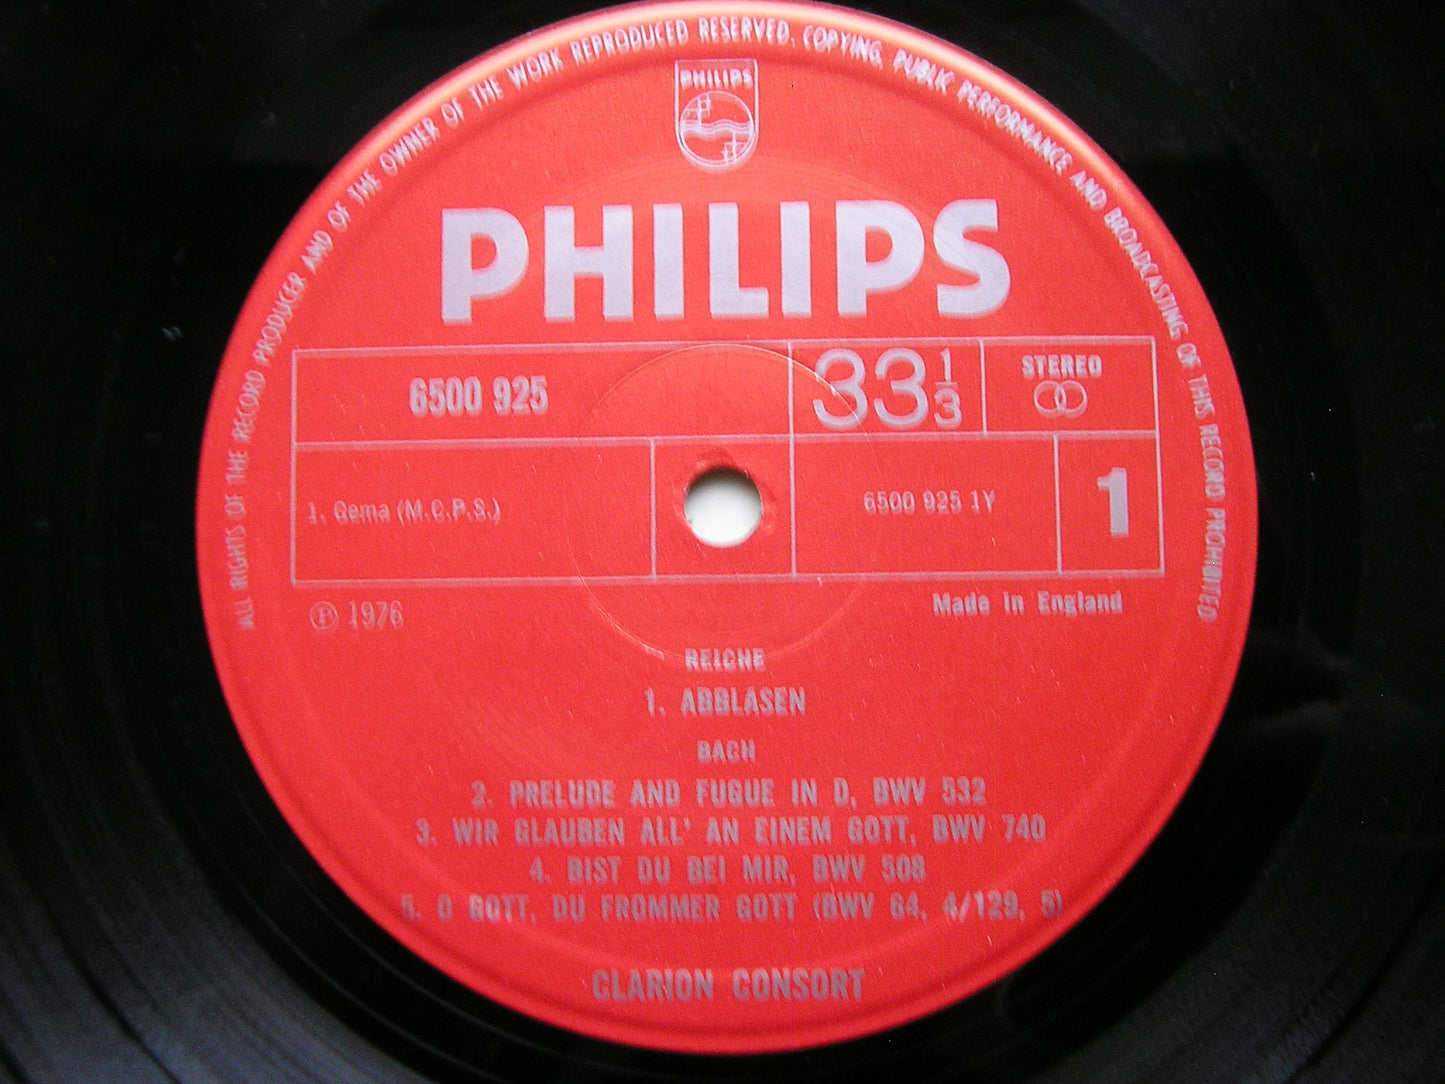 ALL RIGHTS OF THE RECORD PRODUCER AND OF THE OWNER OF THE WORK REPRODUCED RESERVED. COPYING, PUBLIC PERFORMANCE AND BROADCASTING OF THIS RECORD PROHIBITED
PHILIPS
PHILIPS
6500 925
33 1/3
STEREO
1. Gema (M.C.P.S.)
6500 925 1Y
1
℗ 1976
Made in England
REICHE
1. ABBLASEN
BACH
2. PRELUDE AND FUGUE IN D, BWV 532
3. WIR GLAUBEN ALL' AN EINEM GOTT, BWV 740
4. BIST DU BEI MIR, BWV 508
5. O GOTT, DU FROMMER GOTT (BWV 64, 4/129, 5)
CLARION CONSORT